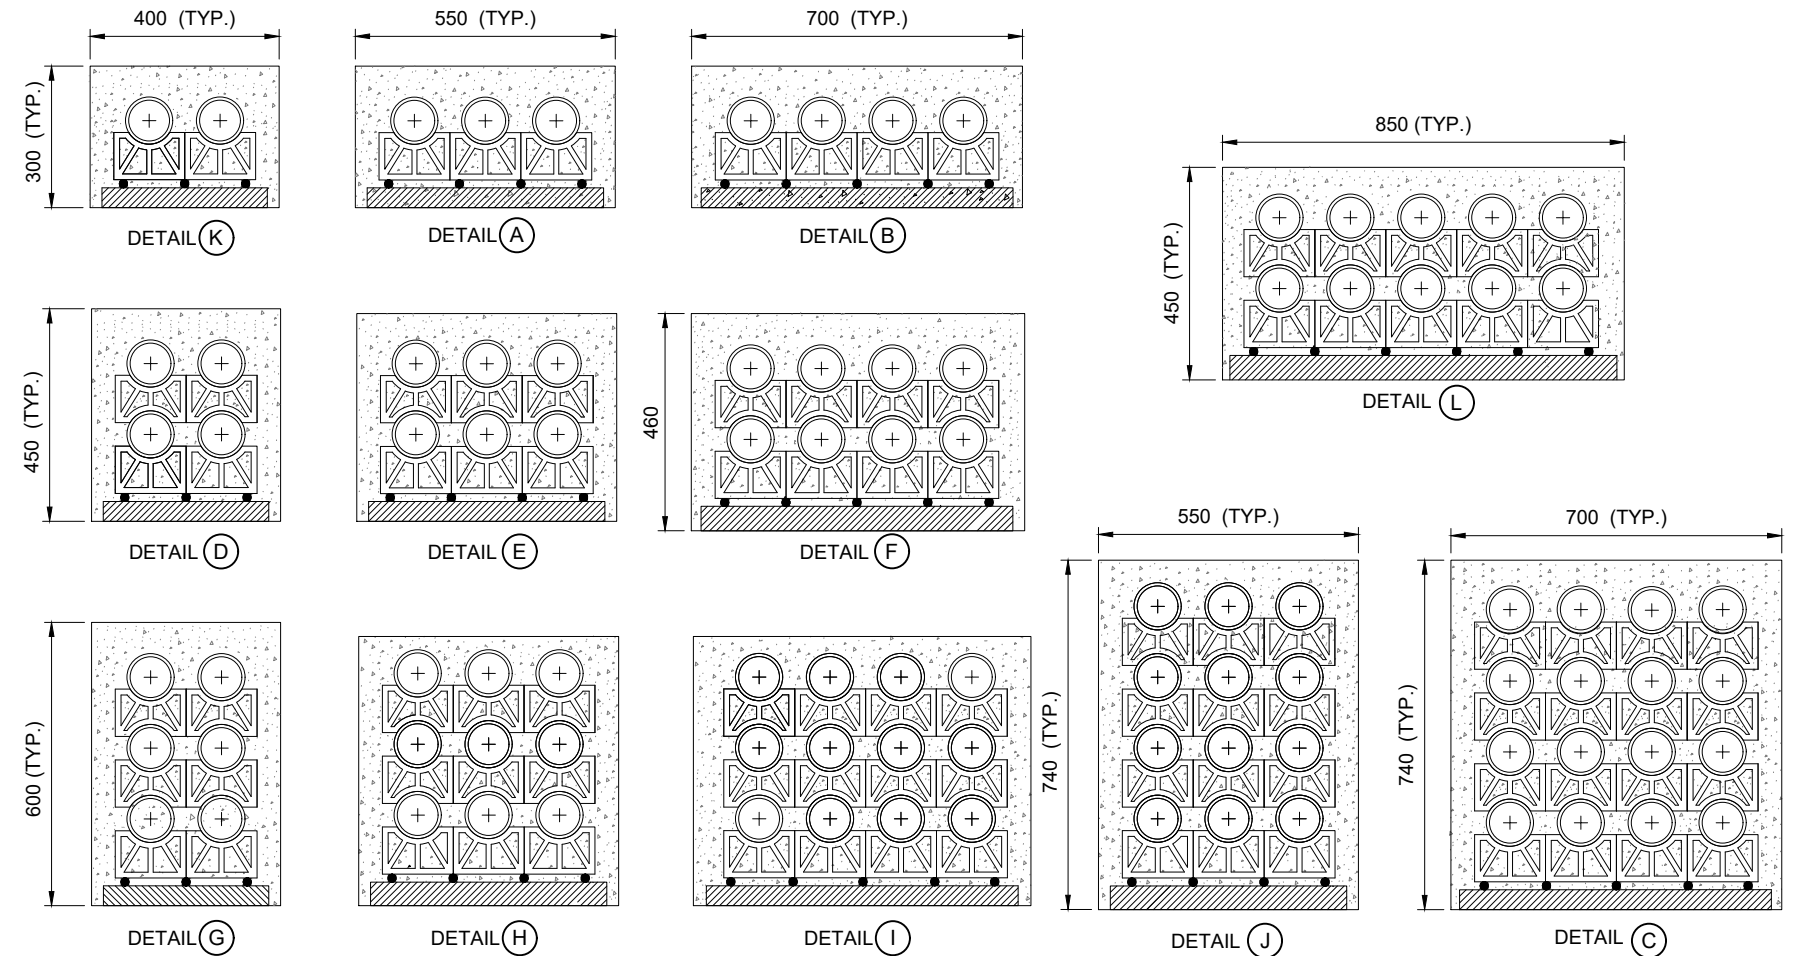 400 (TYP.)
550 (TYP.)
700 (TYP.)
300 (TYP.)
DETAIL K
DETAIL A
DETAIL B
850 (TYP.)
450 (TYP.)
DETAIL L
450 (TYP.)
460
DETAIL D
DETAIL E
DETAIL F
550 (TYP.)
700 (TYP.)
600 (TYP.)
740 (TYP.)
740 (TYP.)
DETAIL G
DETAIL H
DETAIL I
DETAIL J
DETAIL C